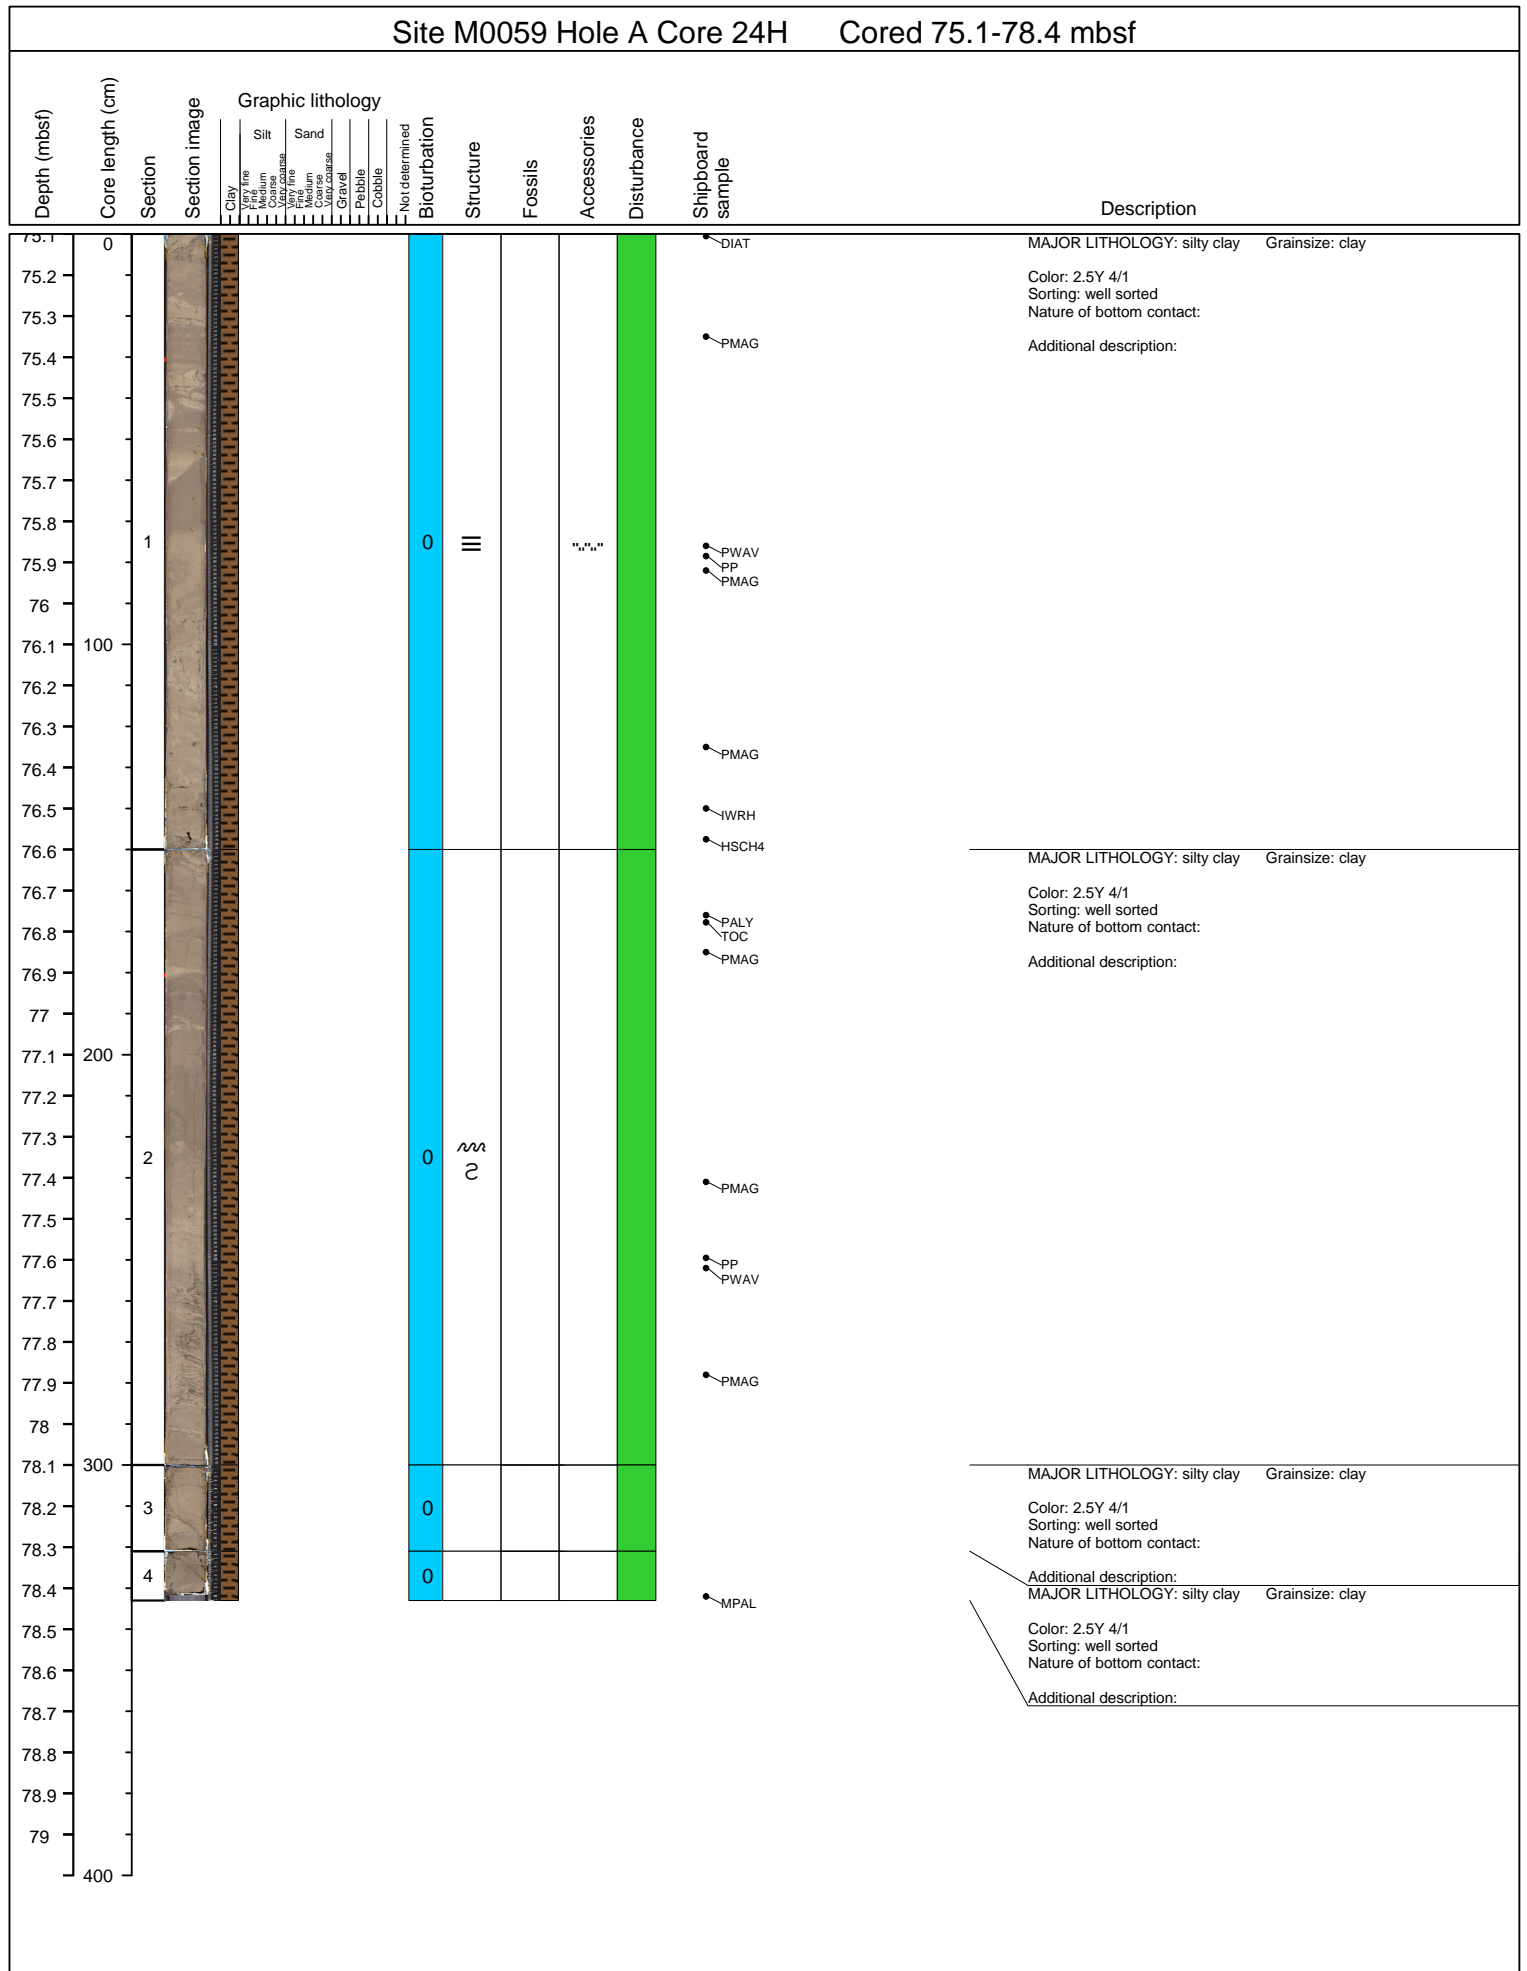 Site M0059 Hole A Core 24H Cored 75.1-78.4 mbsf
Depth (mbsf)
Core length (cm)
Section
Section image
Graphic lithology
Clay
Silt
Very fine
Fine
Medium
Coarse
Very coarse
Sand
Very fine
Fine
Medium
Coarse
Very coarse
Gravel
Pebble
Cobble
Not determined
Bioturbation
Structure
Fossils
Accessories
Disturbance
Shipboard
sample
Description
75.1
75.2
75.3
75.4
75.5
75.6
75.7
75.8
75.9
76
76.1
76.2
76.3
76.4
76.5
76.6
76.7
76.8
76.9
77
77.1
77.2
77.3
77.4
77.5
77.6
77.7
77.8
77.9
78
78.1
78.2
78.3
78.4
78.5
78.6
78.7
78.8
78.9
79
0
100
200
300
400
1
2
3
4
0
0
0
0
DIAT
PMAG
PWAV
PP
PMAG
PMAG
IWRH
HSCH4
PALY
TOC
PMAG
PMAG
PP
PWAV
PMAG
MPAL
MAJOR LITHOLOGY: silty clay Grainsize: clay
Color: 2.5Y 4/1
Sorting: well sorted
Nature of bottom contact:
Additional description:
MAJOR LITHOLOGY: silty clay Grainsize: clay
Color: 2.5Y 4/1
Sorting: well sorted
Nature of bottom contact:
Additional description:
MAJOR LITHOLOGY: silty clay Grainsize: clay
Color: 2.5Y 4/1
Sorting: well sorted
Nature of bottom contact:
Additional description:
MAJOR LITHOLOGY: silty clay Grainsize: clay
Color: 2.5Y 4/1
Sorting: well sorted
Nature of bottom contact:
Additional description: